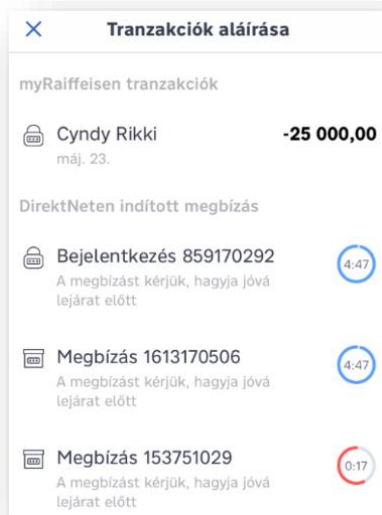 Tranzakciók aláírása
myRaiffeisen tranzakciók
Cyndy Rikki -25 000,00
máj. 23.
DirektNeten indított megbízás
Bejelentkezés 859170292
4:47
A megbízást kérjük, hagyja jóvá
lejárat előtt
Megbízás 1613170506
4:47
A megbízást kérjük, hagyja jóvá
lejárat előtt
Megbízás 153751029
0:17
A megbízást kérjük, hagyja jóvá
lejárat előtt